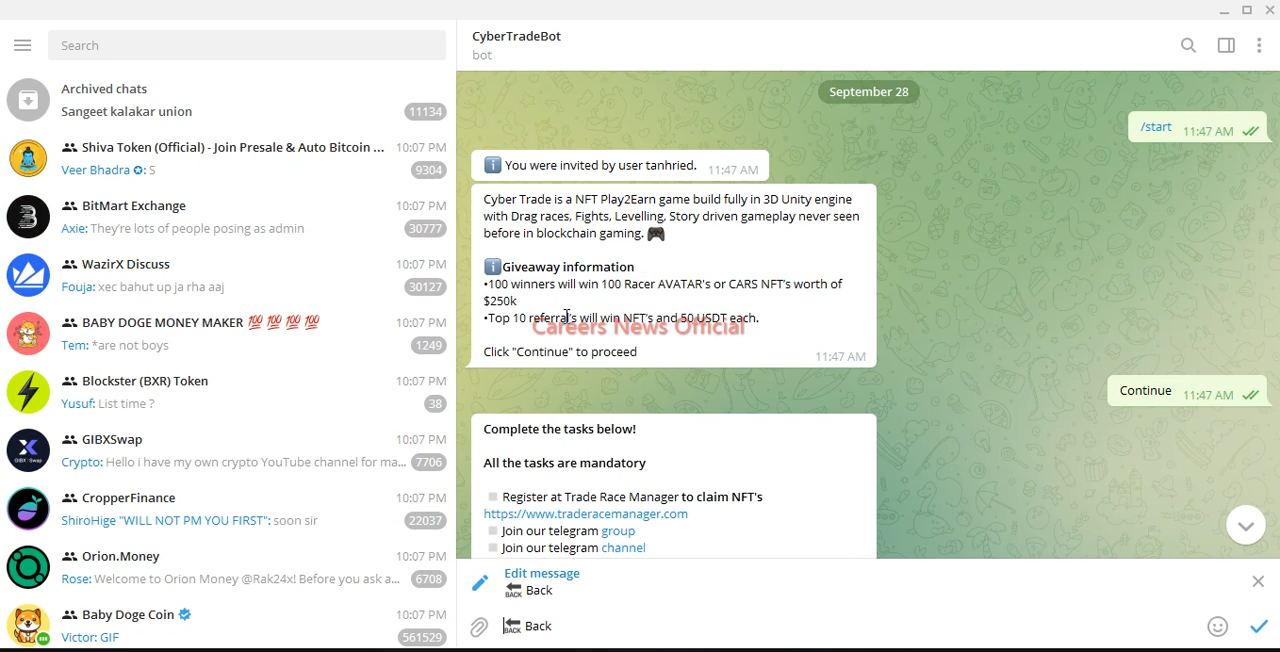 Search
Archived chats
Sangeet kalakar union
11134
Shiva Token (Official) - Join Presale & Auto Bitcoin ...
10:07 PM
Veer Bhadra ✪: S
9304
BitMart Exchange
10:07 PM
Axie: They're lots of people posing as admin
30777
WazirX Discuss
10:07 PM
Fouja: xec bahut up ja rha aaj
30127
BABY DOGE MONEY MAKER 💯 💯 💯 💯
10:07 PM
Tem: *are not boys
1249
Blockster (BXR) Token
10:07 PM
Yusuf: List time ?
38
GIBXSwap
10:07 PM
Crypto: Hello i have my own crypto YouTube channel for ma...
7706
CropperFinance
10:07 PM
ShiroHige "WILL NOT PM YOU FIRST": soon sir
22037
Orion.Money
10:07 PM
Rose: Welcome to Orion Money @Rak24x! Before you ask a...
6708
Baby Doge Coin
10:07 PM
Victor: GIF
561529
CyberTradeBot
bot
September 28
/start
11:47 AM
ℹ️ You were invited by user tanhried.
11:47 AM
Cyber Trade is a NFT Play2Earn game build fully in 3D Unity engine
with Drag races, Fights, Levelling, Story driven gameplay never seen
before in blockchain gaming. 🎮
ℹ️Giveaway information
•100 winners will win 100 Racer AVATAR's or CARS NFT's worth of
$250k
•Top 10 referral's will win NFT's and 50 USDT each.
Careers News Official
Click "Continue" to proceed
11:47 AM
Continue
11:47 AM
Complete the tasks below!
All the tasks are mandatory
Register at Trade Race Manager to claim NFT's
https://www.traderacemanager.com
Join our telegram group
Join our telegram channel
Edit message
🔙 Back
🔙 Back